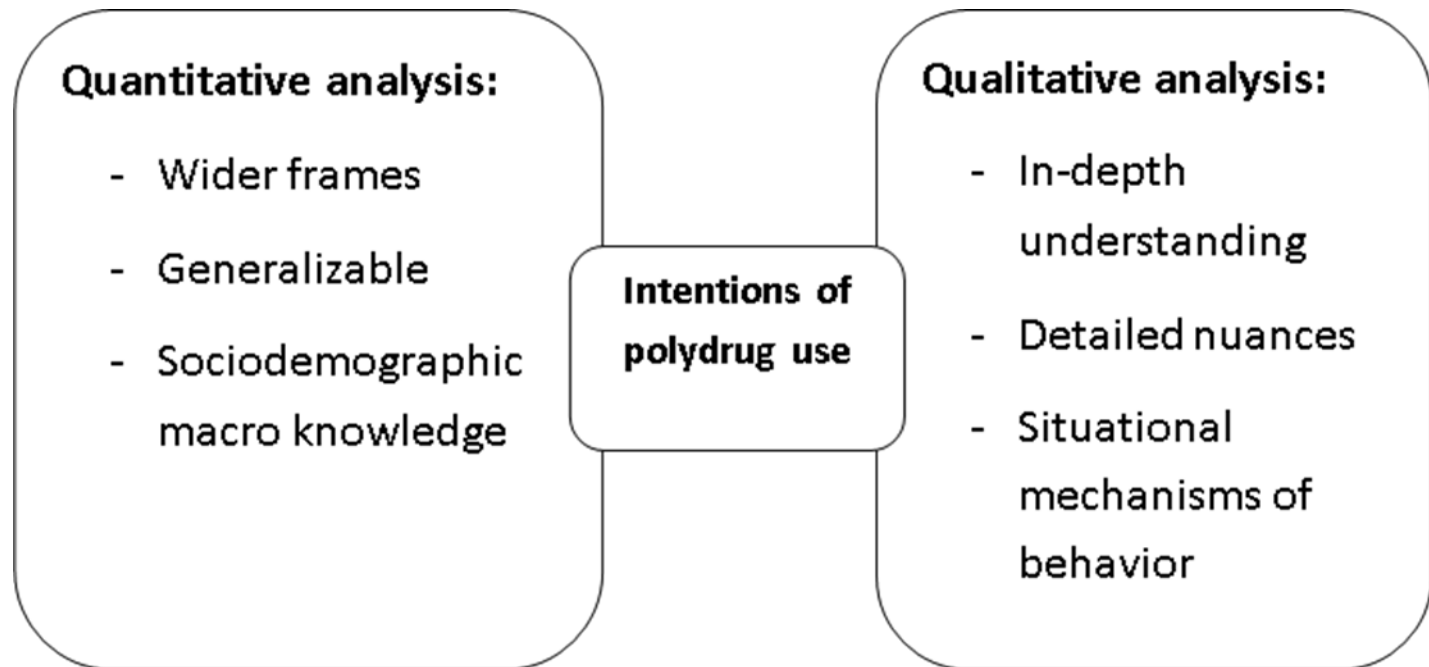 Quantitative analysis:
- Wider frames
- Generalizable
- Sociodemographic
macro knowledge
Intentions of
polydrug use
Qualitative analysis:
- In-depth
understanding
- Detailed nuances
- Situational
mechanisms of
behavior